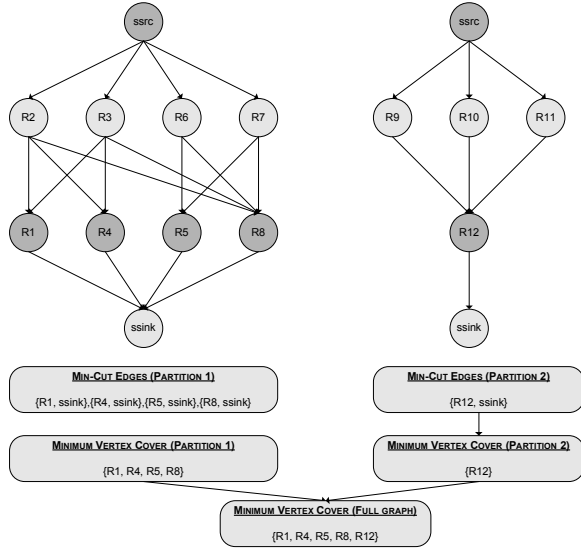 ssrc
ssrc
R2 R3 R6 R7
R9 R10 R11
R1 R4 R5 R8
R12
ssink
ssink
MIN-CUT EDGES (PARTITION 1)
{R1, ssink},{R4, ssink},{R5, ssink},{R8, ssink}
MIN-CUT EDGES (PARTITION 2)
{R12, ssink}
MINIMUM VERTEX COVER (PARTITION 1)
{R1, R4, R5, R8}
MINIMUM VERTEX COVER (PARTITION 2)
{R12}
MINIMUM VERTEX COVER (FULL GRAPH)
{R1, R4, R5, R8, R12}